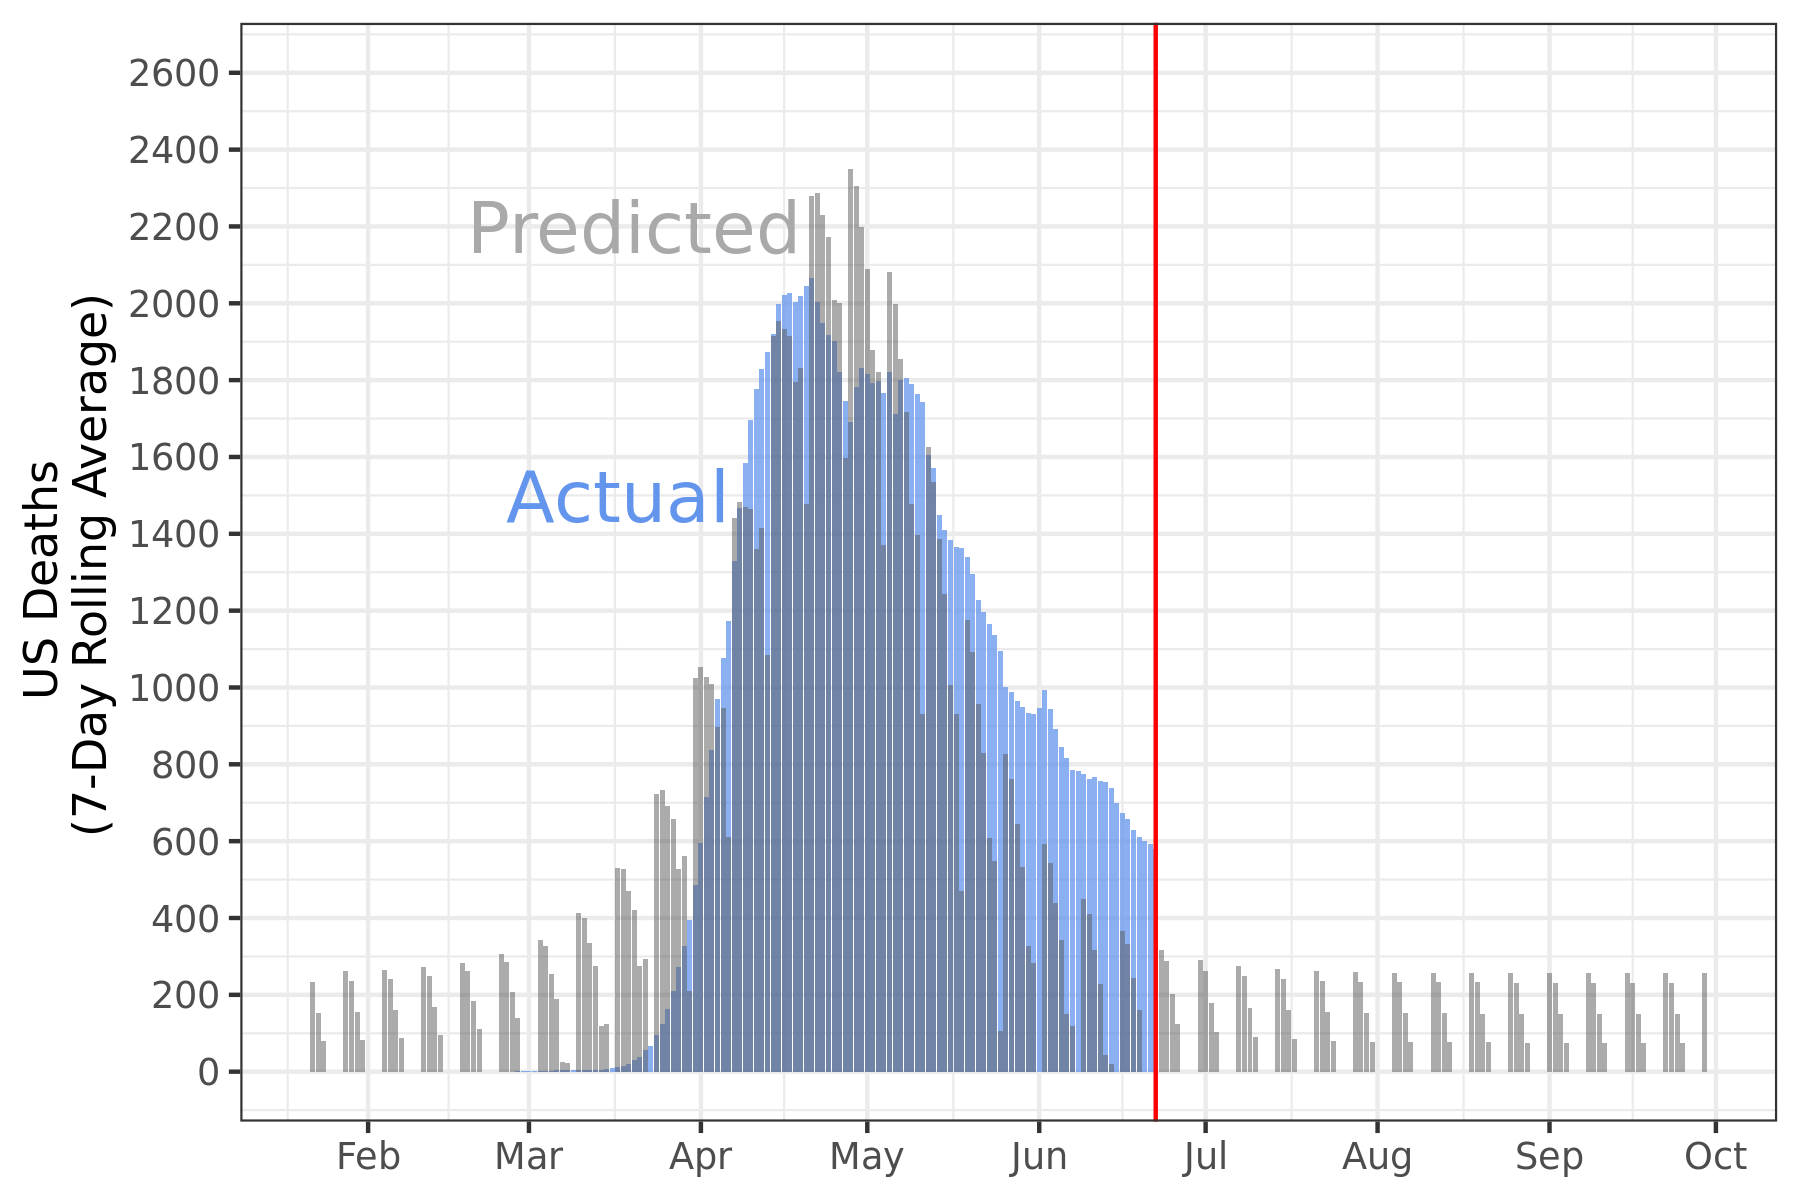 US Deaths
(7-Day Rolling Average)
2600
2400
2200
2000
1800
1600
1400
1200
1000
800
600
400
200
0
Predicted
Actual
Feb Mar Apr May Jun Jul Aug Sep Oct